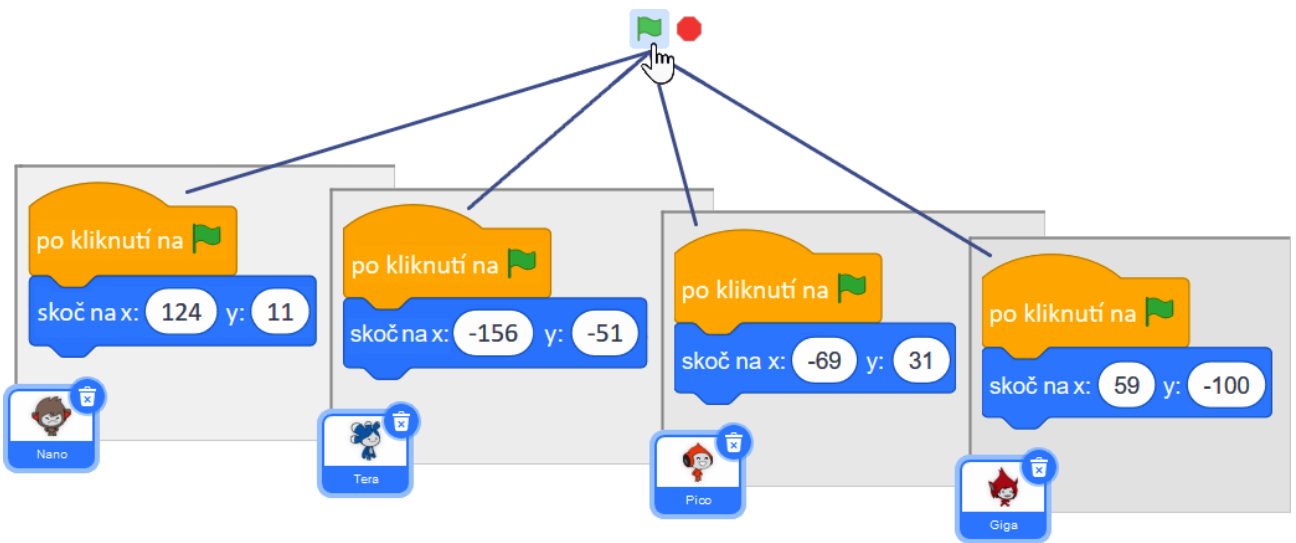 po kliknutí na
skoč na x: 124 y: 11
Nano
po kliknutí na
skoč na x: -156 y: -51
Tera
po kliknutí na
skoč na x: -69 y: 31
Pico
po kliknutí na
skoč na x: 59 y: -100
Giga